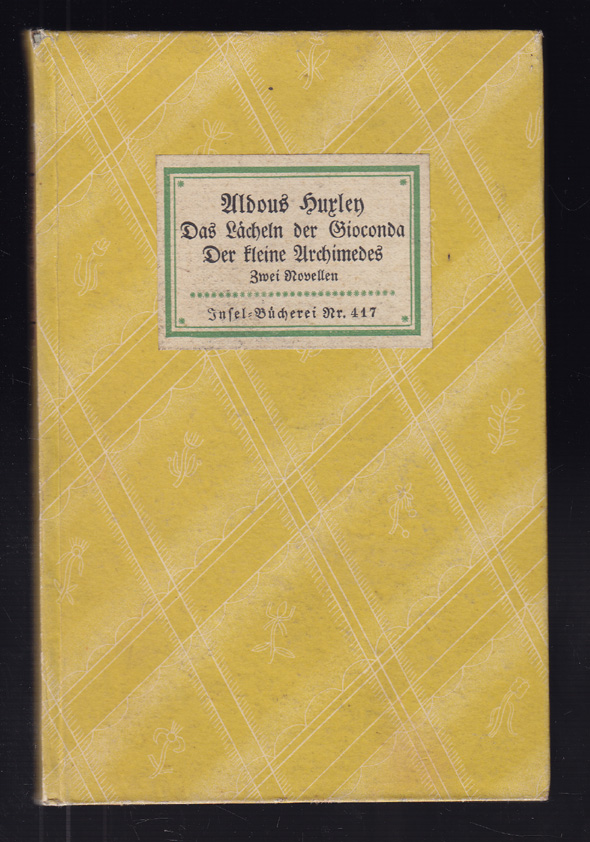 Aldous Huxley
Das Lächeln der Gioconda
Der kleine Archimedes
Zwei Novellen
Insel-Bücherei Nr. 417